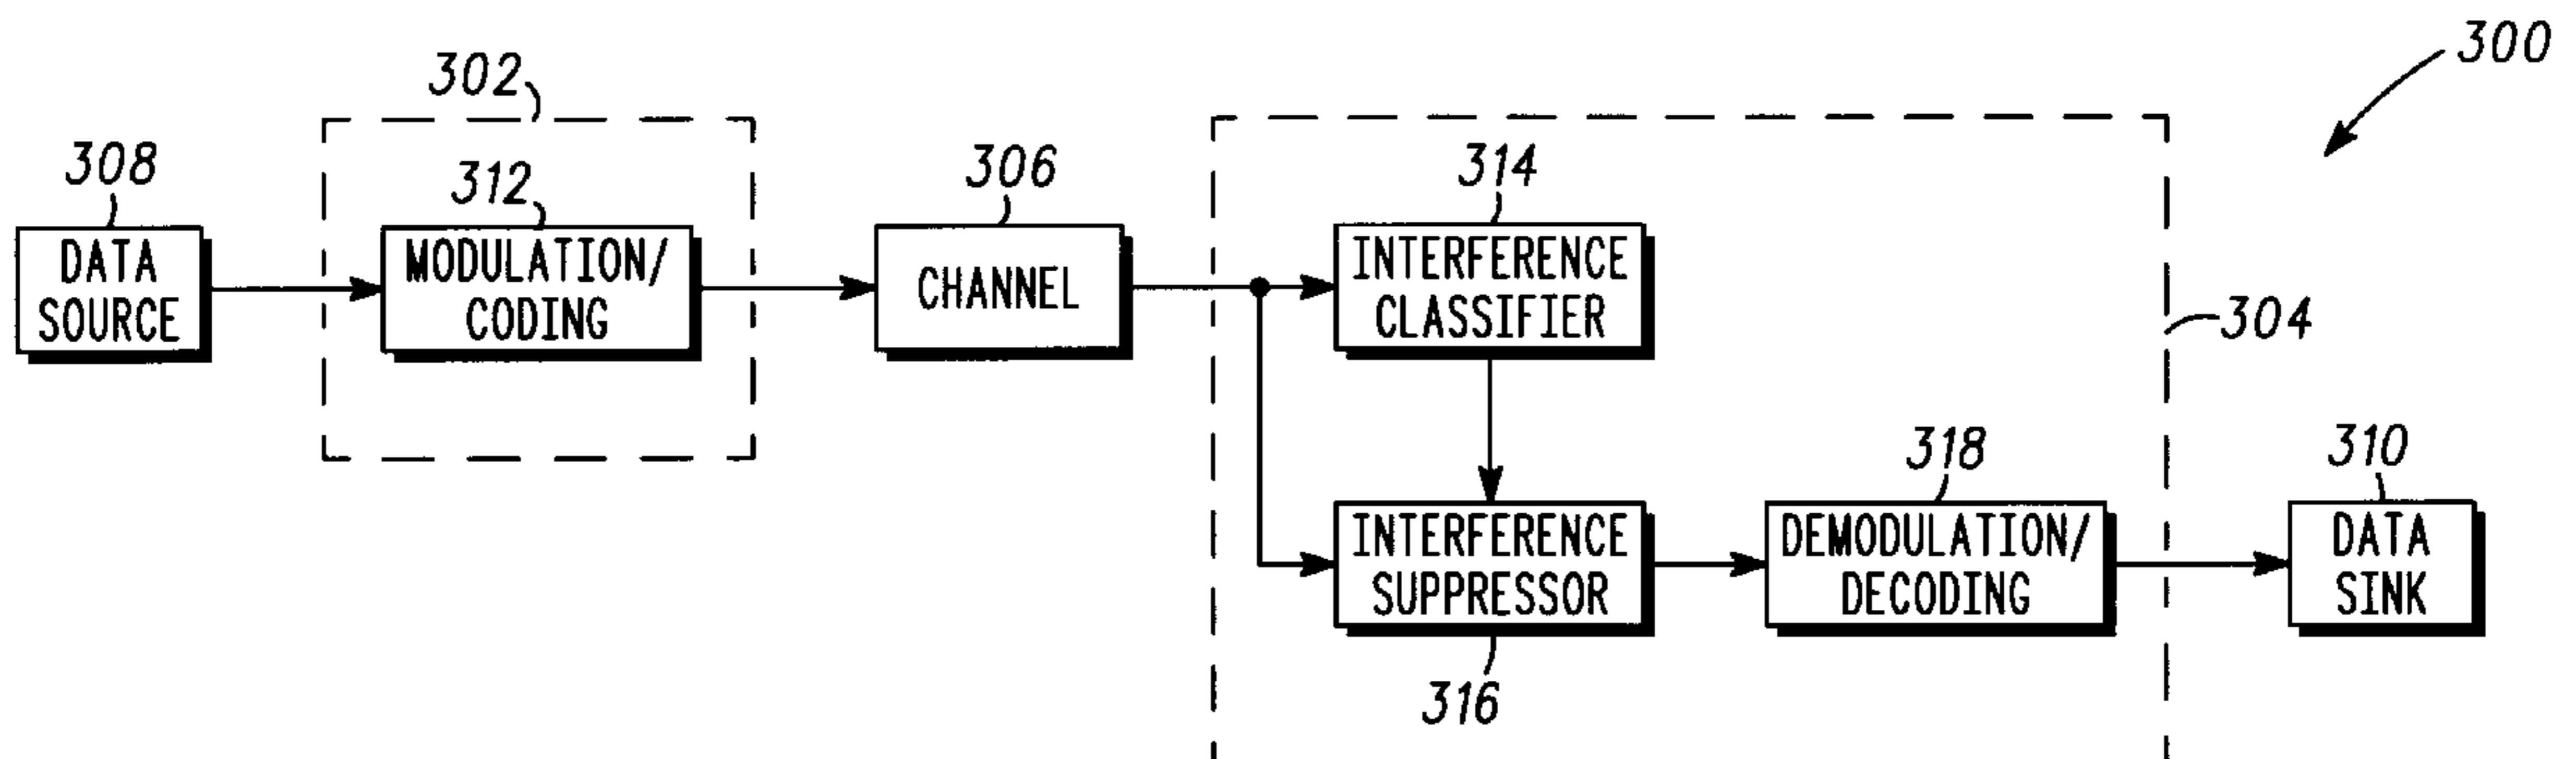 300
302
308
312
306
314
DATA
SOURCE
MODULATION/
CODING
CHANNEL
INTERFERENCE
CLASSIFIER
304
318
310
INTERFERENCE
SUPPRESSOR
DEMODULATION/
DECODING
DATA
SINK
316